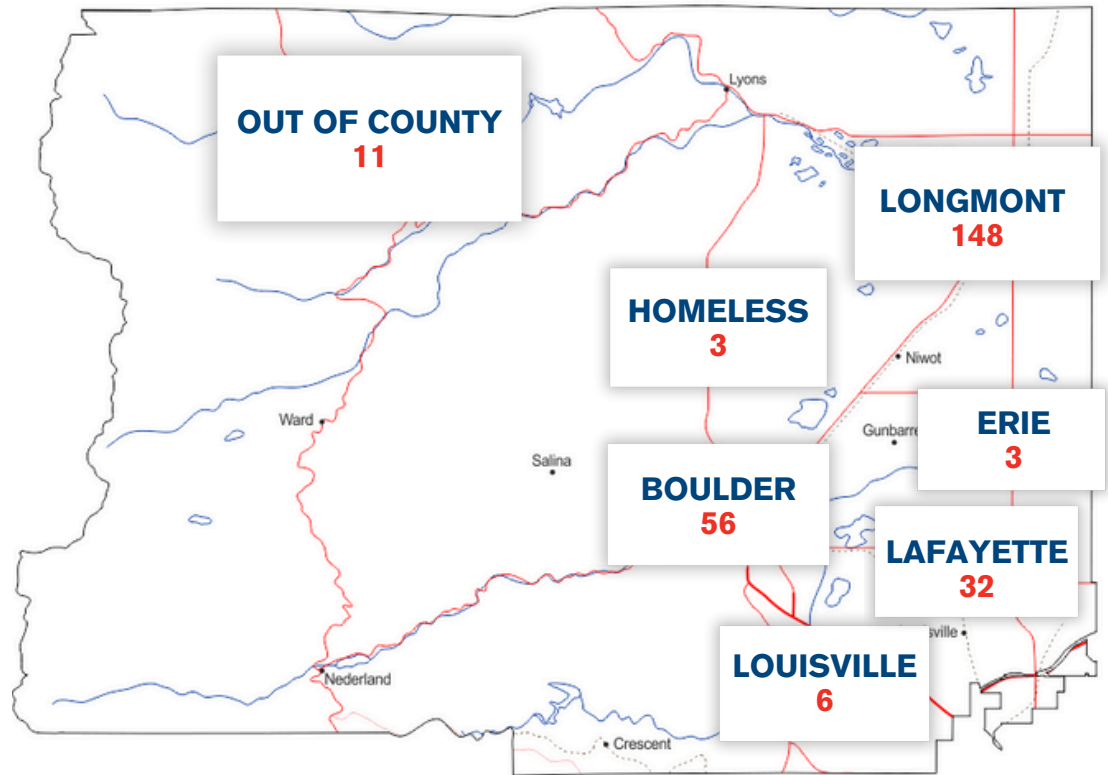 Lyons
OUT OF COUNTY
11
LONGMONT
148
HOMELESS
3
Niwot
Ward
ERIE
3
Salina
BOULDER
56
LAFAYETTE
32
LOUISVILLE
6
Nederland
Crescent